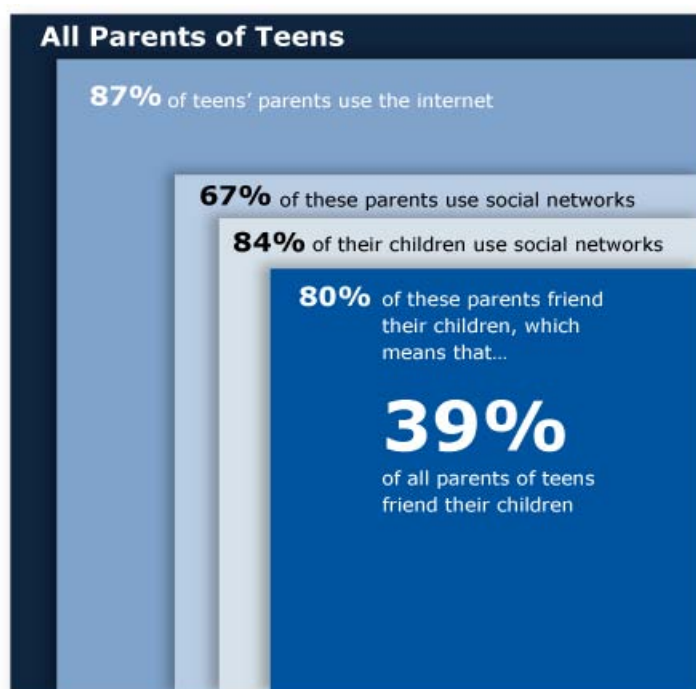 All Parents of Teens
87% of teens’ parents use the internet
67% of these parents use social networks
84% of their children use social networks
80% of these parents friend
their children, which
means that…
39%
of all parents of teens
friend their children